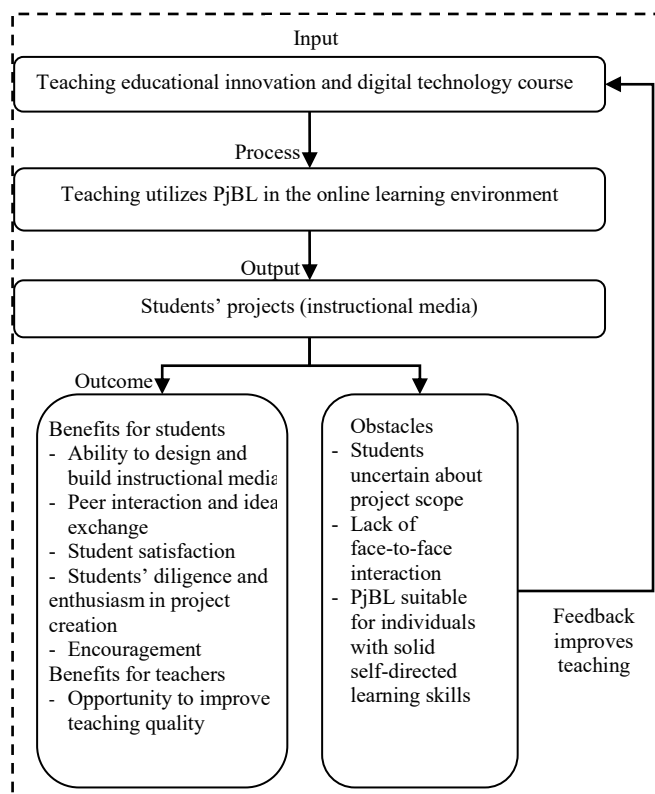 Input
Teaching educational innovation and digital technology course
Process
Teaching utilizes PjBL in the online learning environment
Output
Students’ projects (instructional media)
Outcome
Benefits for students
- Ability to design and
build instructional media
- Peer interaction and idea
exchange
- Student satisfaction
- Students’ diligence and
enthusiasm in project
creation
- Encouragement
Benefits for teachers
- Opportunity to improve
teaching quality
Obstacles
- Students
uncertain about
project scope
- Lack of
face-to-face
interaction
- PjBL suitable
for individuals
with solid
self-directed
learning skills
Feedback
improves
teaching